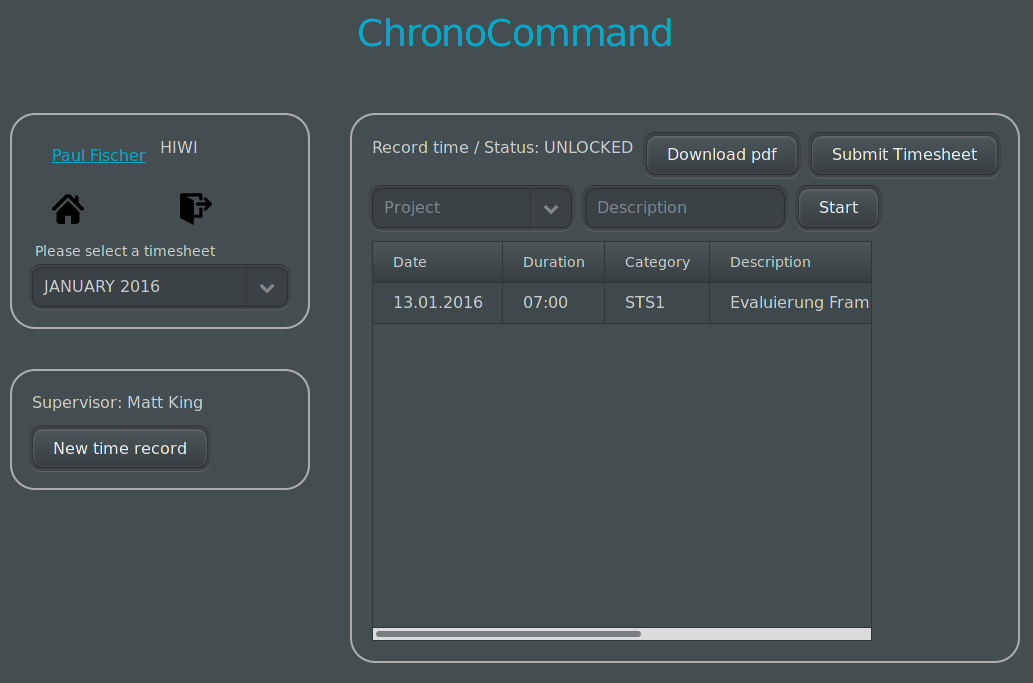 ChronoCommand
Paul Fischer HIWI
Please select a timesheet
JANUARY 2016
Supervisor: Matt King
New time record
Record time / Status: UNLOCKED Download pdf Submit Timesheet
Project Description Start
Date Duration Category Description
13.01.2016 07:00 STS1 Evaluierung Fram